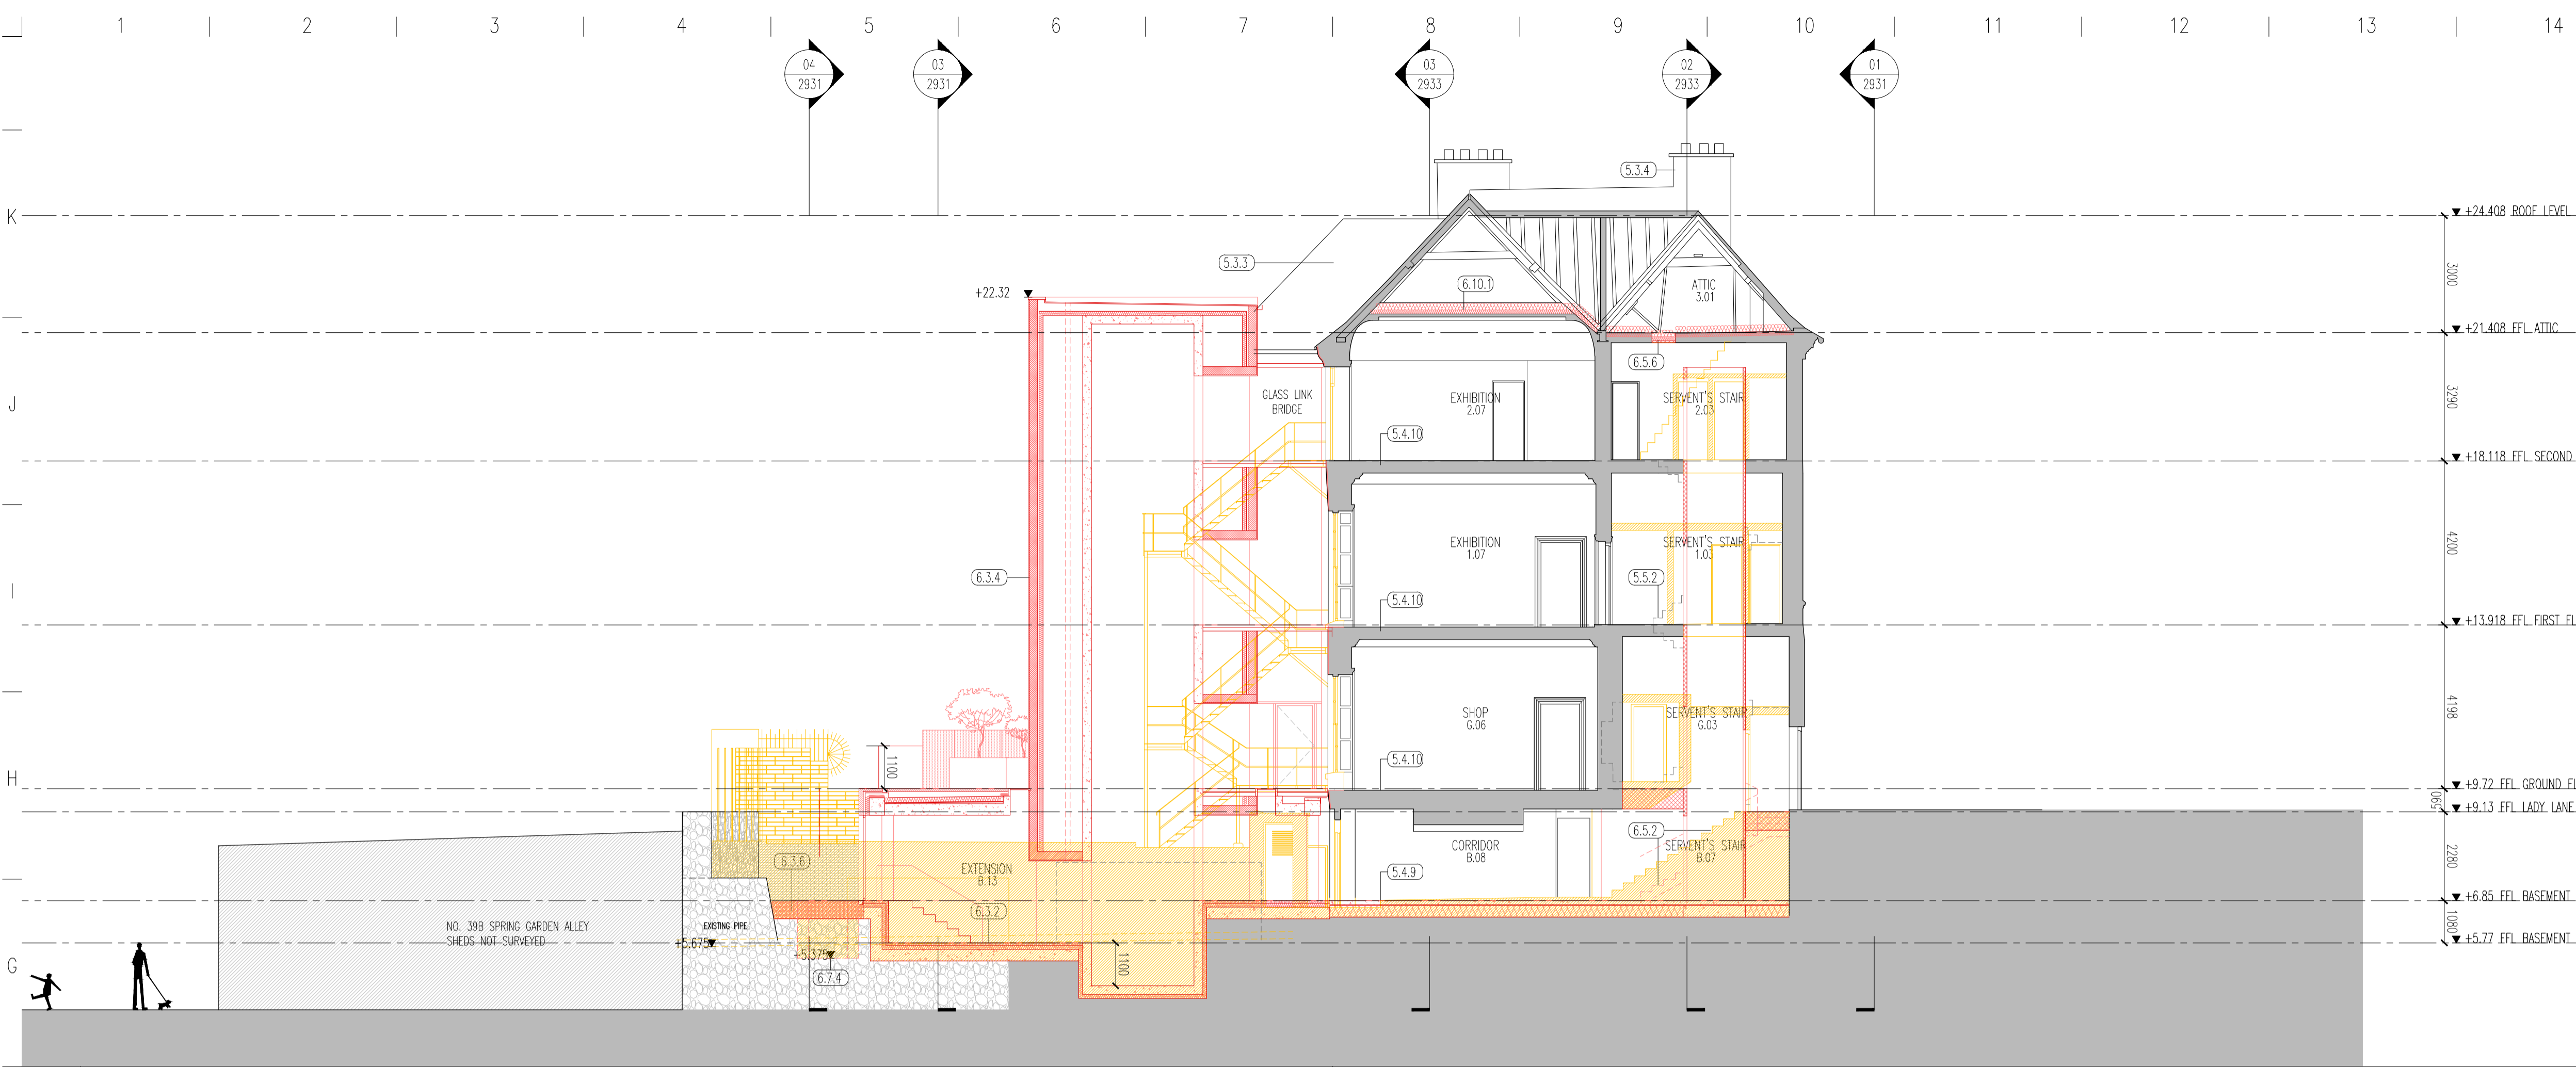 1 2 3 4 5 6 7 8 9 10 11 12 13 14
04
2931
03
2931
03
2933
02
2933
01
2931
5.3.4
K
+24.408 ROOF LEVEL
5.3.3
6.10.1
ATTIC
3.01
3000
+22.32
+21.408 FFL ATTIC
6.5.6
J
GLASS LINK
BRIDGE
EXHIBITION
2.07
SERVENT'S STAIR
2.03
3290
5.4.10
+18.118 FFL SECOND
EXHIBITION
1.07
SERVENT'S STAIR
1.03
4200
6.3.4
5.5.2
I
5.4.10
+13.918 FFL FIRST FL
SHOP
G.06
SERVENT'S STAIR
G.03
4198
1100
5.4.10
H
+9.72 FFL GROUND FL
590
+9.13 FFL LADY LANE
6.5.2
CORRIDOR
B.08
SERVENT'S STAIR
B.07
2280
6.3.6
EXTENSION
B.13
5.4.9
+6.85 FFL BASEMENT
6.3.2
NO. 39B SPRING GARDEN ALLEY
SHEDS NOT SURVEYED
EXISTING PIPE
1080
+5.675
+5.77 FFL BASEMENT
+5.375
1100
G
6.7.4